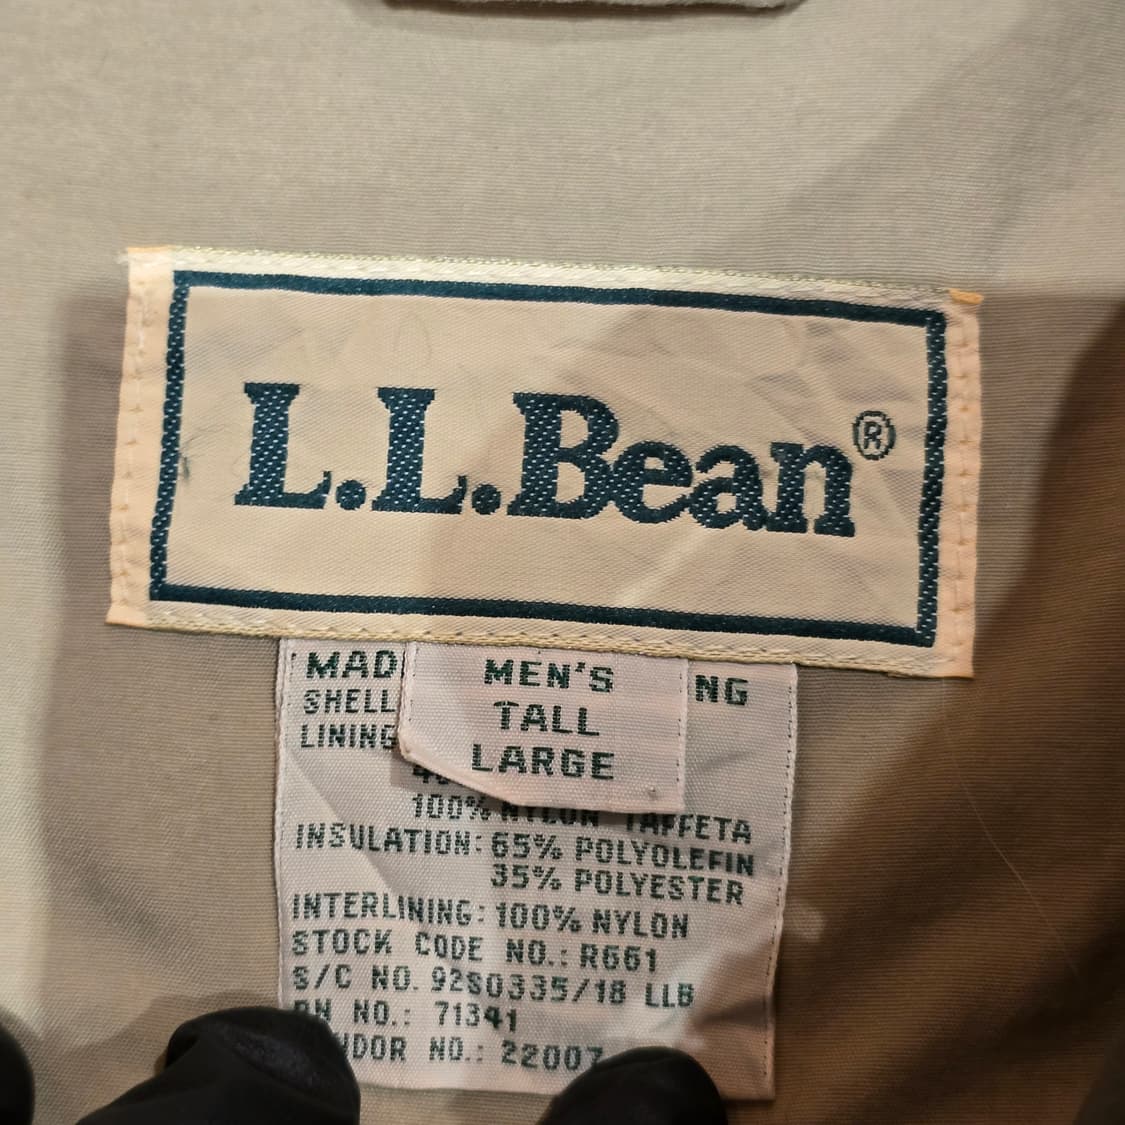 L.L.Bean®
MEN'S
TALL
LARGE
MAD NG
SHELL
LINING
100% NYLON TAFFETA
INSULATION: 65% POLYOLEFIN
35% POLYESTER
INTERLINING: 100% NYLON
STOCK CODE NO.: R661
S/C NO. 92S0335/18 LLB
NO.: 71341
NDOR NO.: 22007